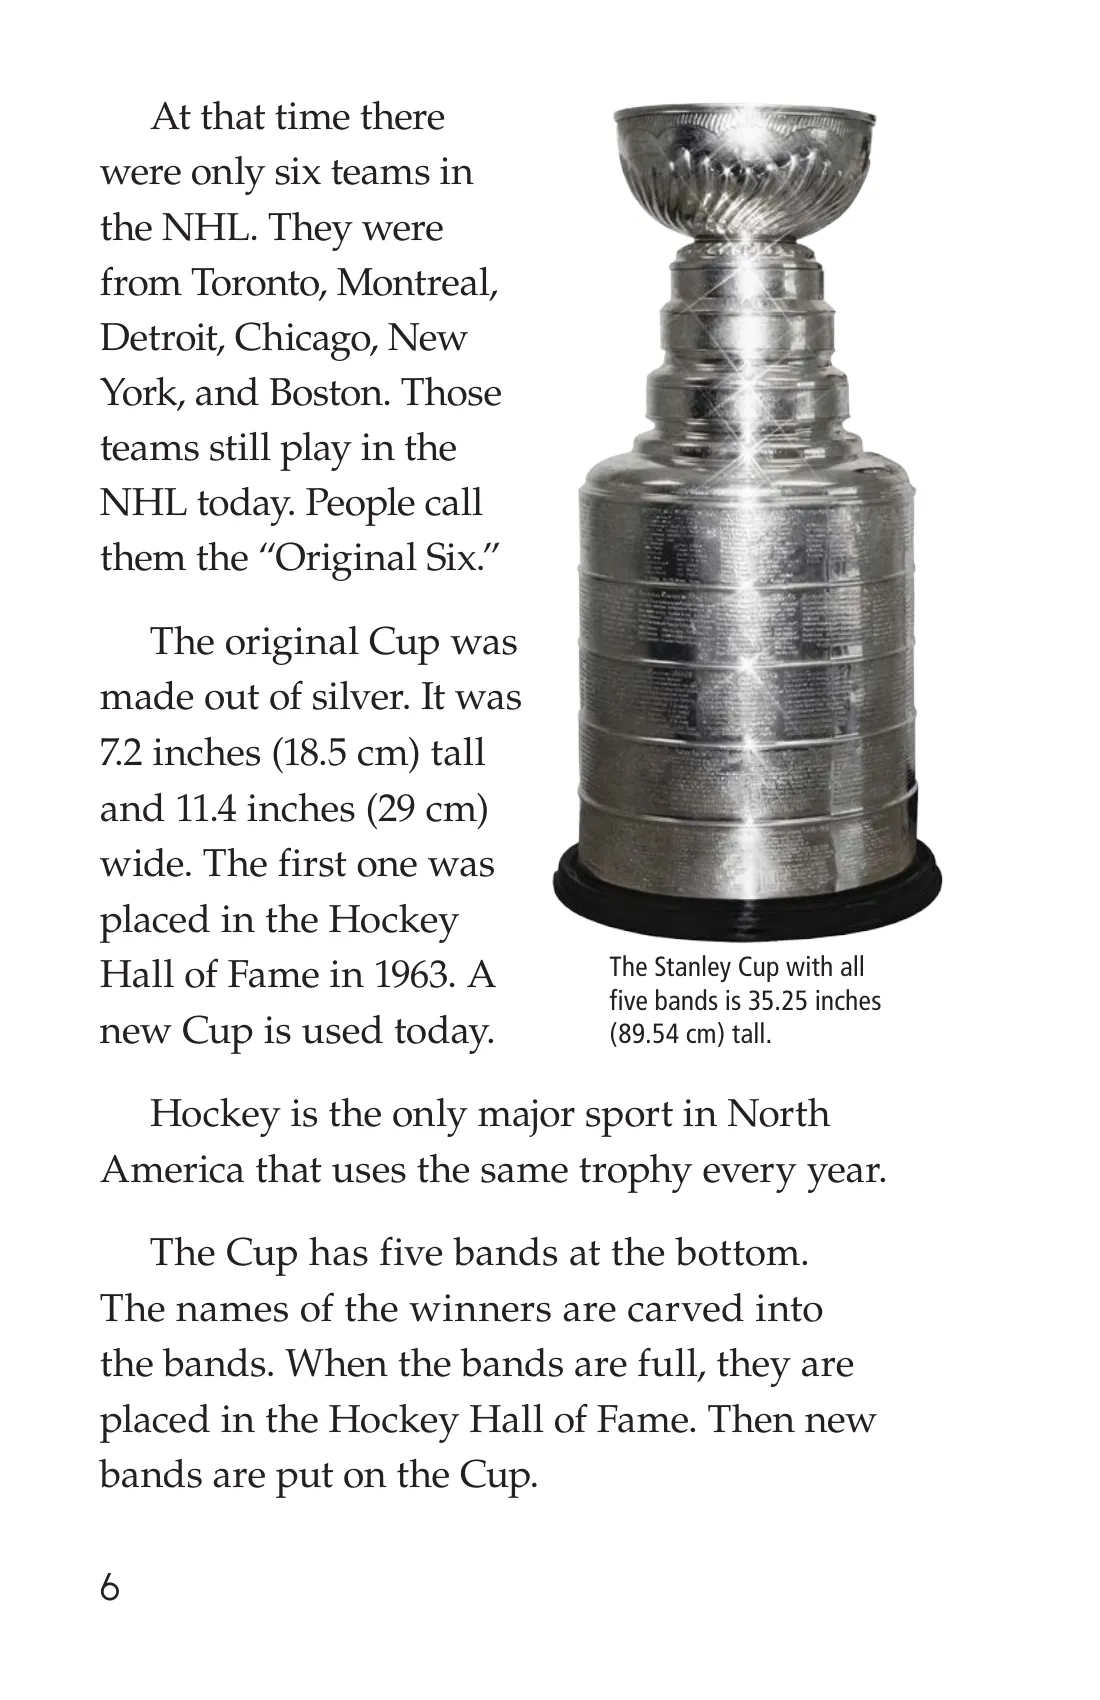 At that time there
were only six teams in
the NHL. They were
from Toronto, Montreal,
Detroit, Chicago, New
York, and Boston. Those
teams still play in the
NHL today. People call
them the “Original Six.”
The original Cup was
made out of silver. It was
7.2 inches (18.5 cm) tall
and 11.4 inches (29 cm)
wide. The first one was
placed in the Hockey
Hall of Fame in 1963. A
new Cup is used today.
The Stanley Cup with all
five bands is 35.25 inches
(89.54 cm) tall.
Hockey is the only major sport in North
America that uses the same trophy every year.
The Cup has five bands at the bottom.
The names of the winners are carved into
the bands. When the bands are full, they are
placed in the Hockey Hall of Fame. Then new
bands are put on the Cup.
6